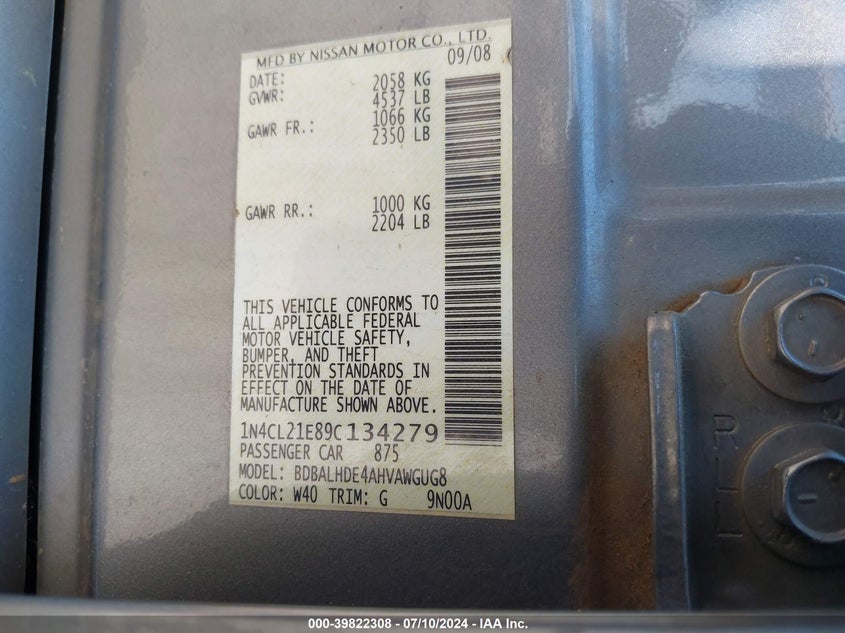 MFD BY NISSAN MOTOR CO., LTD.
DATE: 09/08
GVWR: 2058 KG
4537 LB
GAWR FR.: 1066 KG
2350 LB
GAWR RR.: 1000 KG
2204 LB
THIS VEHICLE CONFORMS TO
ALL APPLICABLE FEDERAL
MOTOR VEHICLE SAFETY,
BUMPER, AND THEFT
PREVENTION STANDARDS IN
EFFECT ON THE DATE OF
MANUFACTURE SHOWN ABOVE.
1N4CL21E89C134279
PASSENGER CAR 875
MODEL: BDBALHDE4AHVAWGUG8
COLOR: W40 TRIM: G 9N00A
RLL
000-39822308 - 07/10/2024 - IAA Inc.